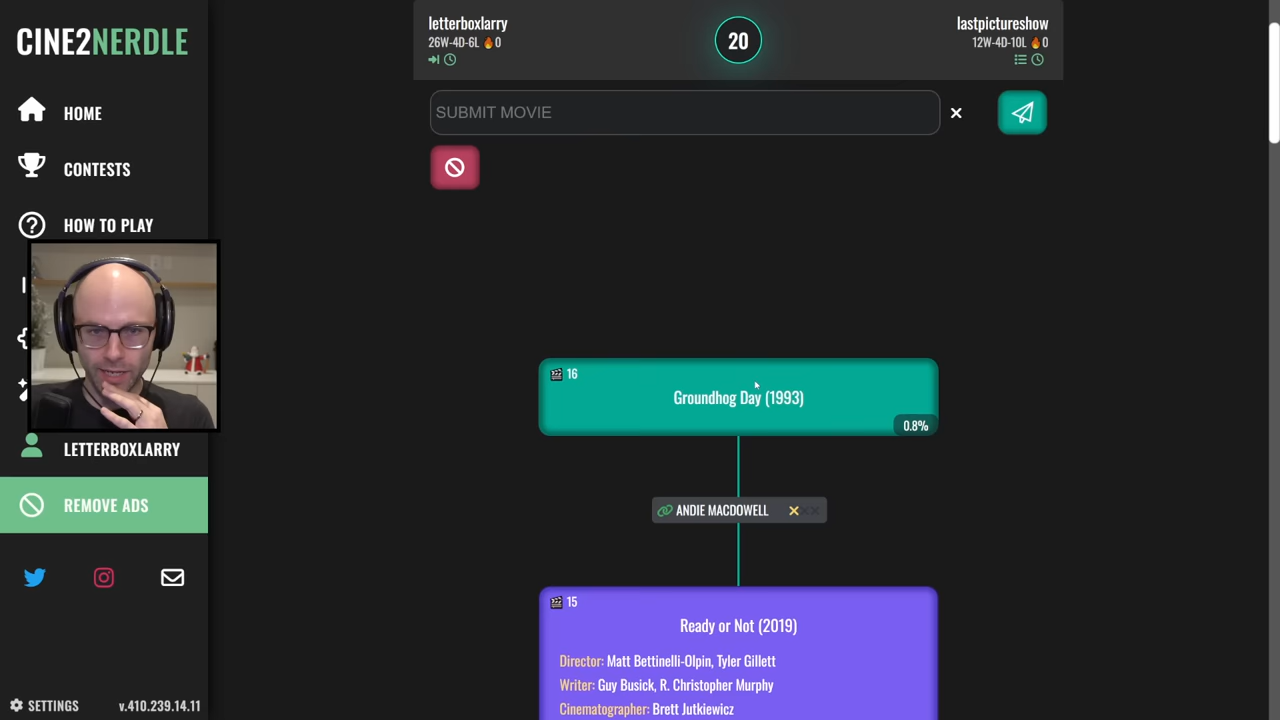 CINE2NERDLE
HOME
CONTESTS
HOW TO PLAY
LETTERBOXLARRY
REMOVE ADS
SETTINGS
v.410.239.14.11
letterboxlarry
26W-4D-6L 🔥0
20
lastpictureshow
12W-4D-10L 🔥0
SUBMIT MOVIE
16
Groundhog Day (1993)
0.8%
ANDIE MACDOWELL
15
Ready or Not (2019)
Director: Matt Bettinelli-Olpin, Tyler Gillett
Writer: Guy Busick, R. Christopher Murphy
Cinematographer: Brett Jutkiewicz